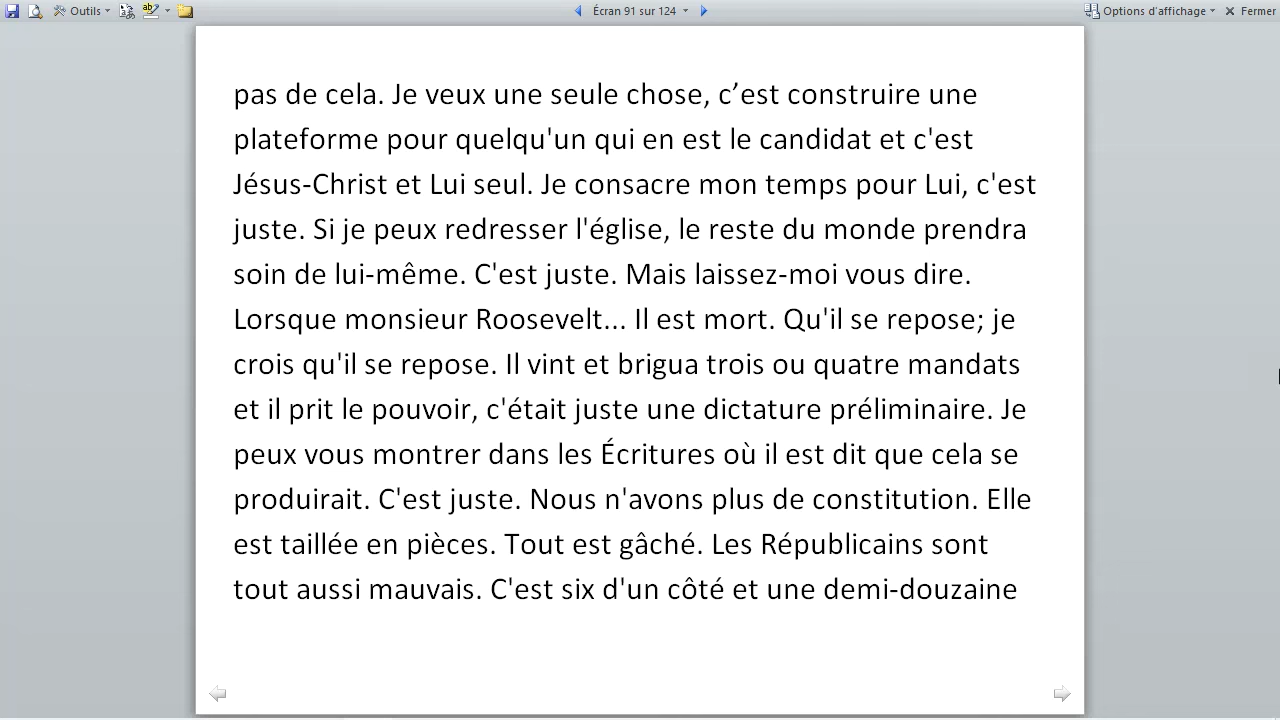 Outils
Écran 91 sur 124
Options d'affichage
Fermer
pas de cela. Je veux une seule chose, c’est construire une
plateforme pour quelqu'un qui en est le candidat et c'est
Jésus-Christ et Lui seul. Je consacre mon temps pour Lui, c'est
juste. Si je peux redresser l'église, le reste du monde prendra
soin de lui-même. C'est juste. Mais laissez-moi vous dire.
Lorsque monsieur Roosevelt... Il est mort. Qu'il se repose; je
crois qu'il se repose. Il vint et brigua trois ou quatre mandats
et il prit le pouvoir, c'était juste une dictature préliminaire. Je
peux vous montrer dans les Écritures où il est dit que cela se
produirait. C'est juste. Nous n'avons plus de constitution. Elle
est taillée en pièces. Tout est gâché. Les Républicains sont
tout aussi mauvais. C'est six d'un côté et une demi-douzaine